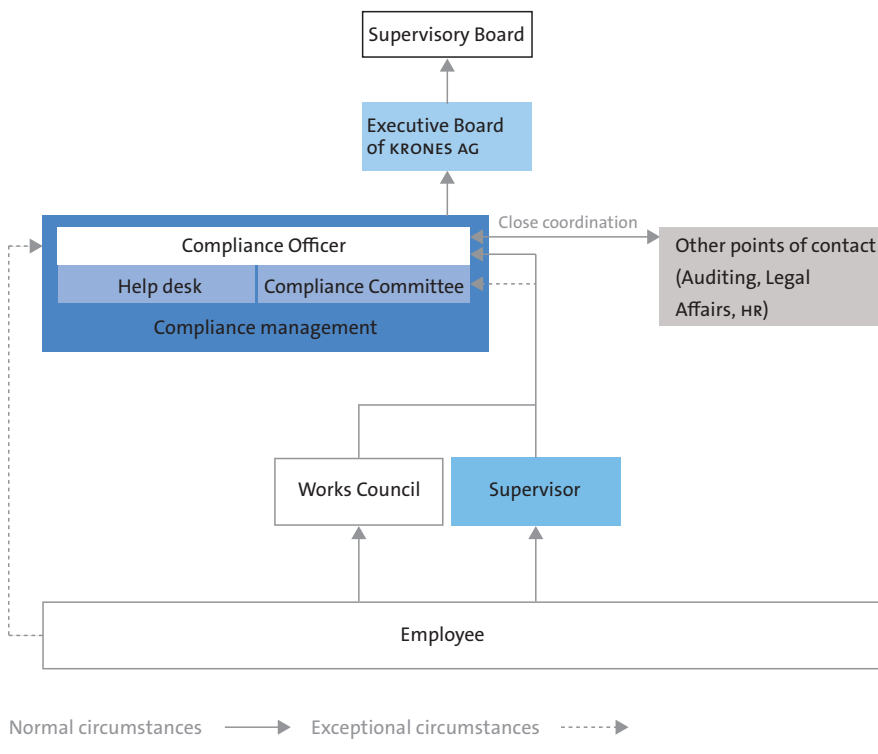 Supervisory Board
Executive Board
of KRONES AG
Close coordination
Compliance Officer
Other points of contact
(Auditing, Legal
Affairs, HR)
Help desk
Compliance Committee
Compliance management
Works Council
Supervisor
Employee
Normal circumstances
Exceptional circumstances